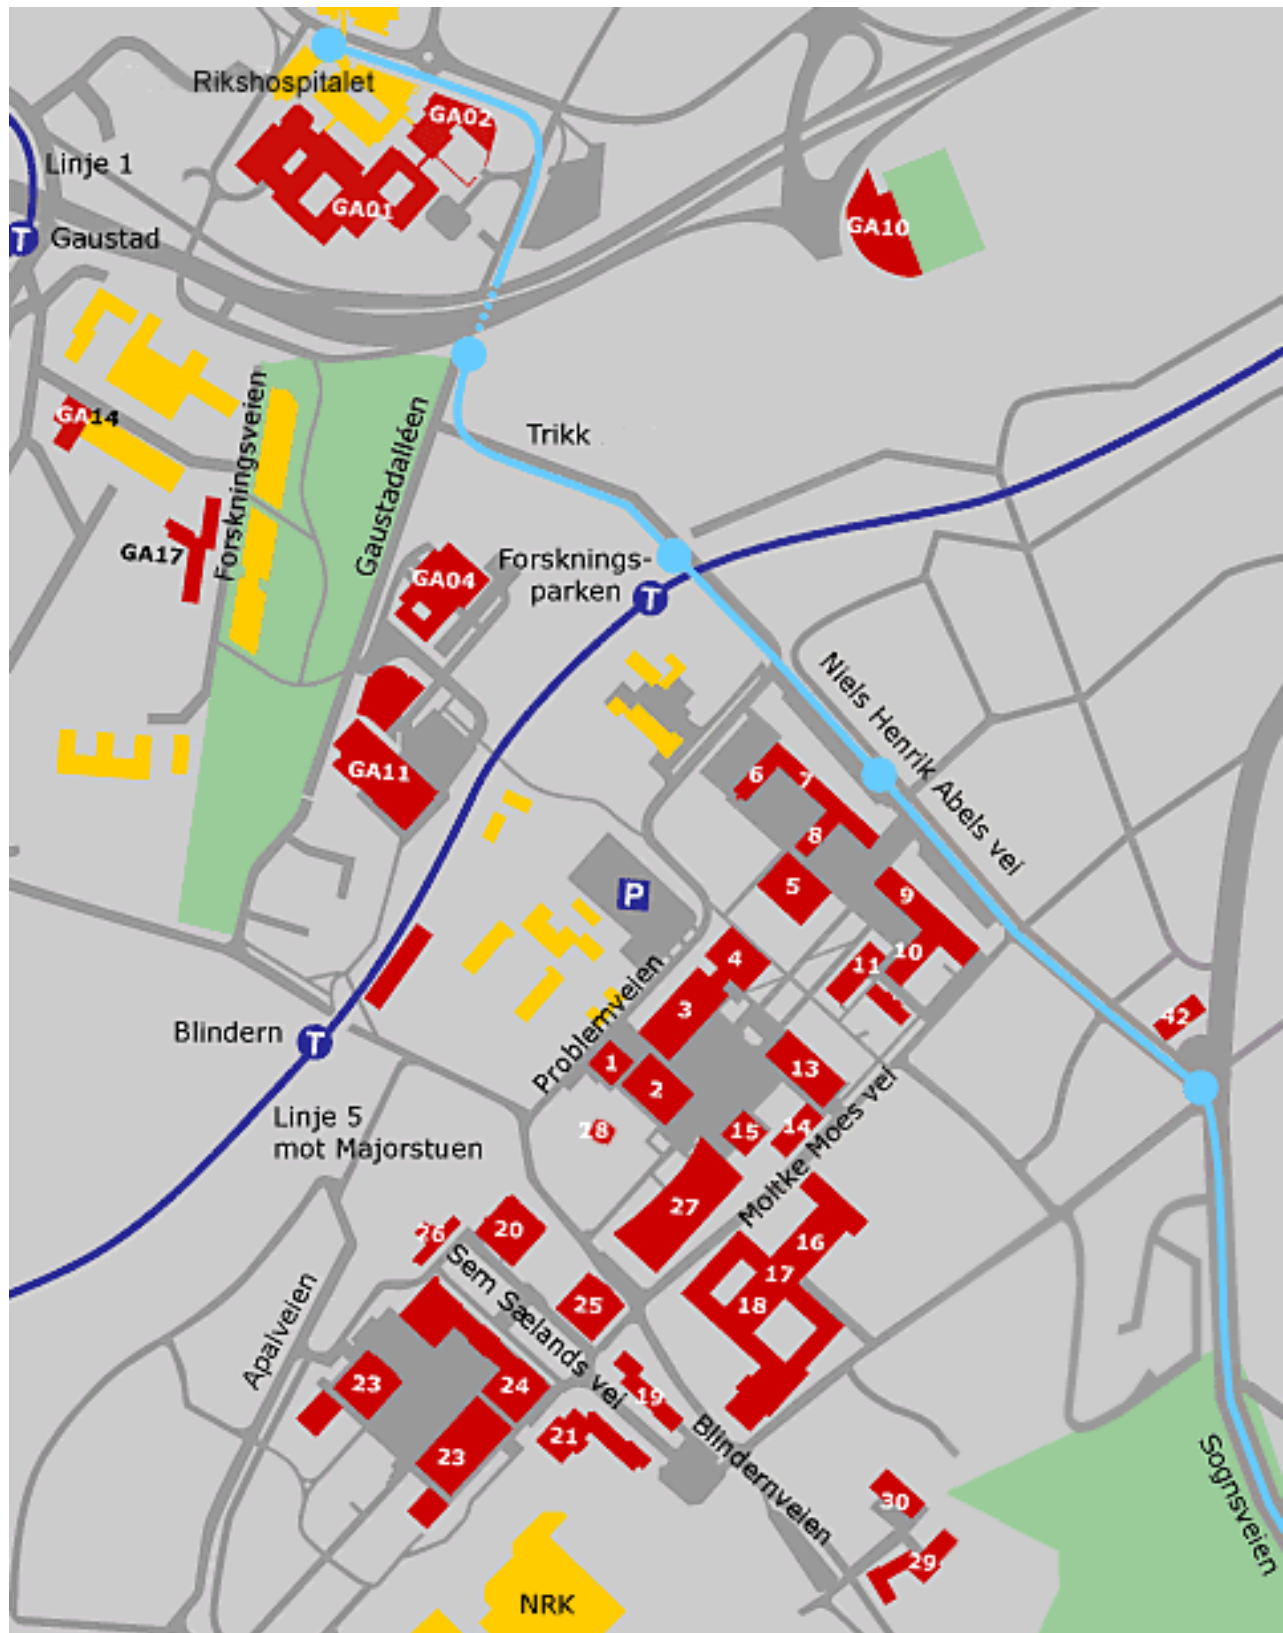 Rikshospitalet
GA02
Linje 1
GA01
T
Gaustad
GA10
GA14
Forskningsveien
Gaustadalléen
Trikk
GA17
GA04
Forsknings-
parken
T
Niels Henrik Abels vei
GA11
6
7
8
5
P
9
4
10
11
3
42
Blindern
T
Problemveien
1
2
13
Linje 5
mot Majorstuen
15
14
Moltke Moes vei
27
20
16
26
17
18
25
Sem Sælands vei
Apalveien
23
24
19
21
23
Blindernveien
Sognsveien
30
29
NRK